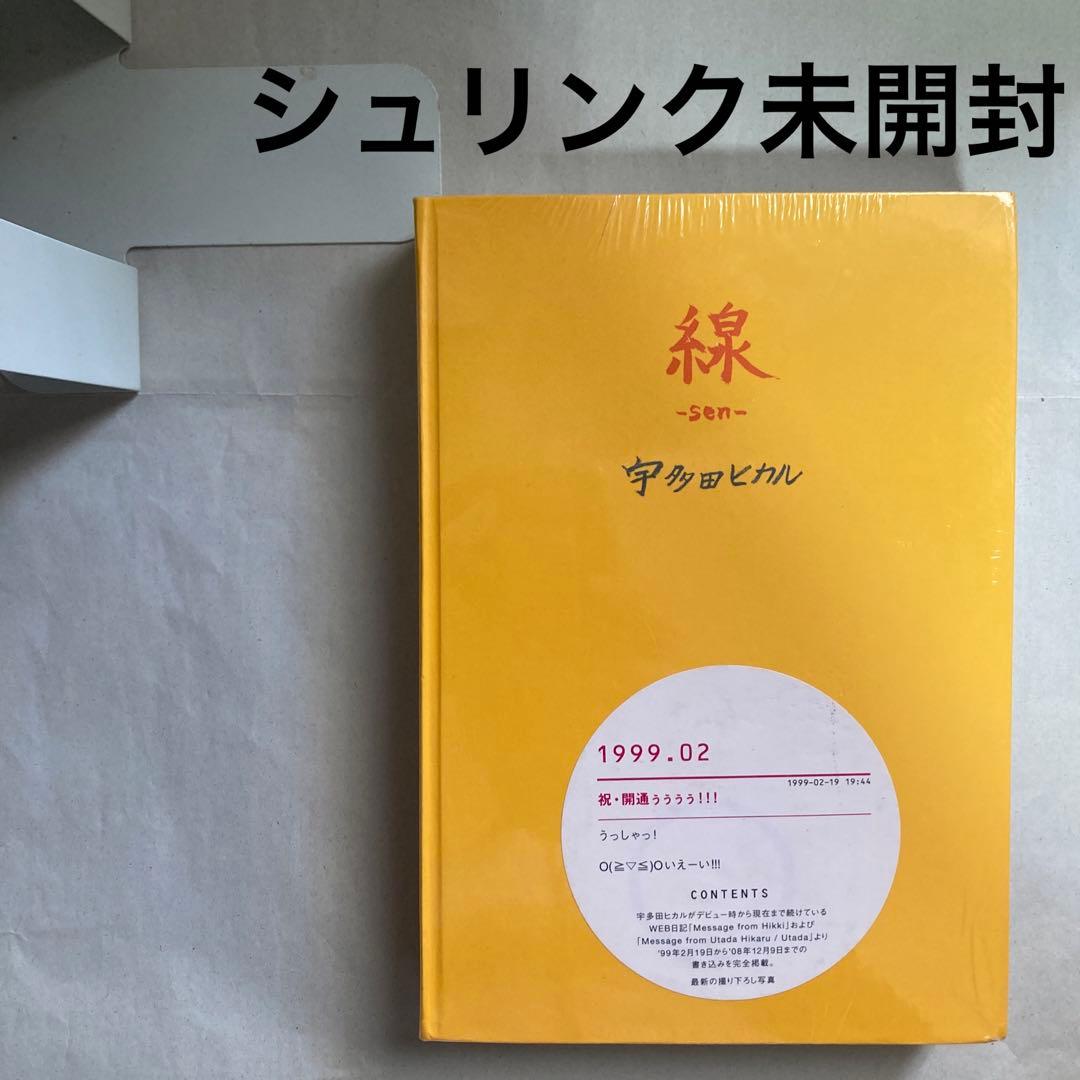 シュリンク未開封
線
-sen-
宇多田ヒカル
1999.02
1999-02-19 19:44
祝・開通ぅぅぅぅ!!!
うっしゃっ!
O(≧▽≦)Oいえーい!!!
CONTENTS
宇多田ヒカルがデビュー時から現在まで続けている
WEB日記「Message from Hikki」および
「Message from Utada Hikaru / Utada」より
'99年2月19日から'08年12月9日までの
書き込みを完全掲載。
最新の撮り下ろし写真